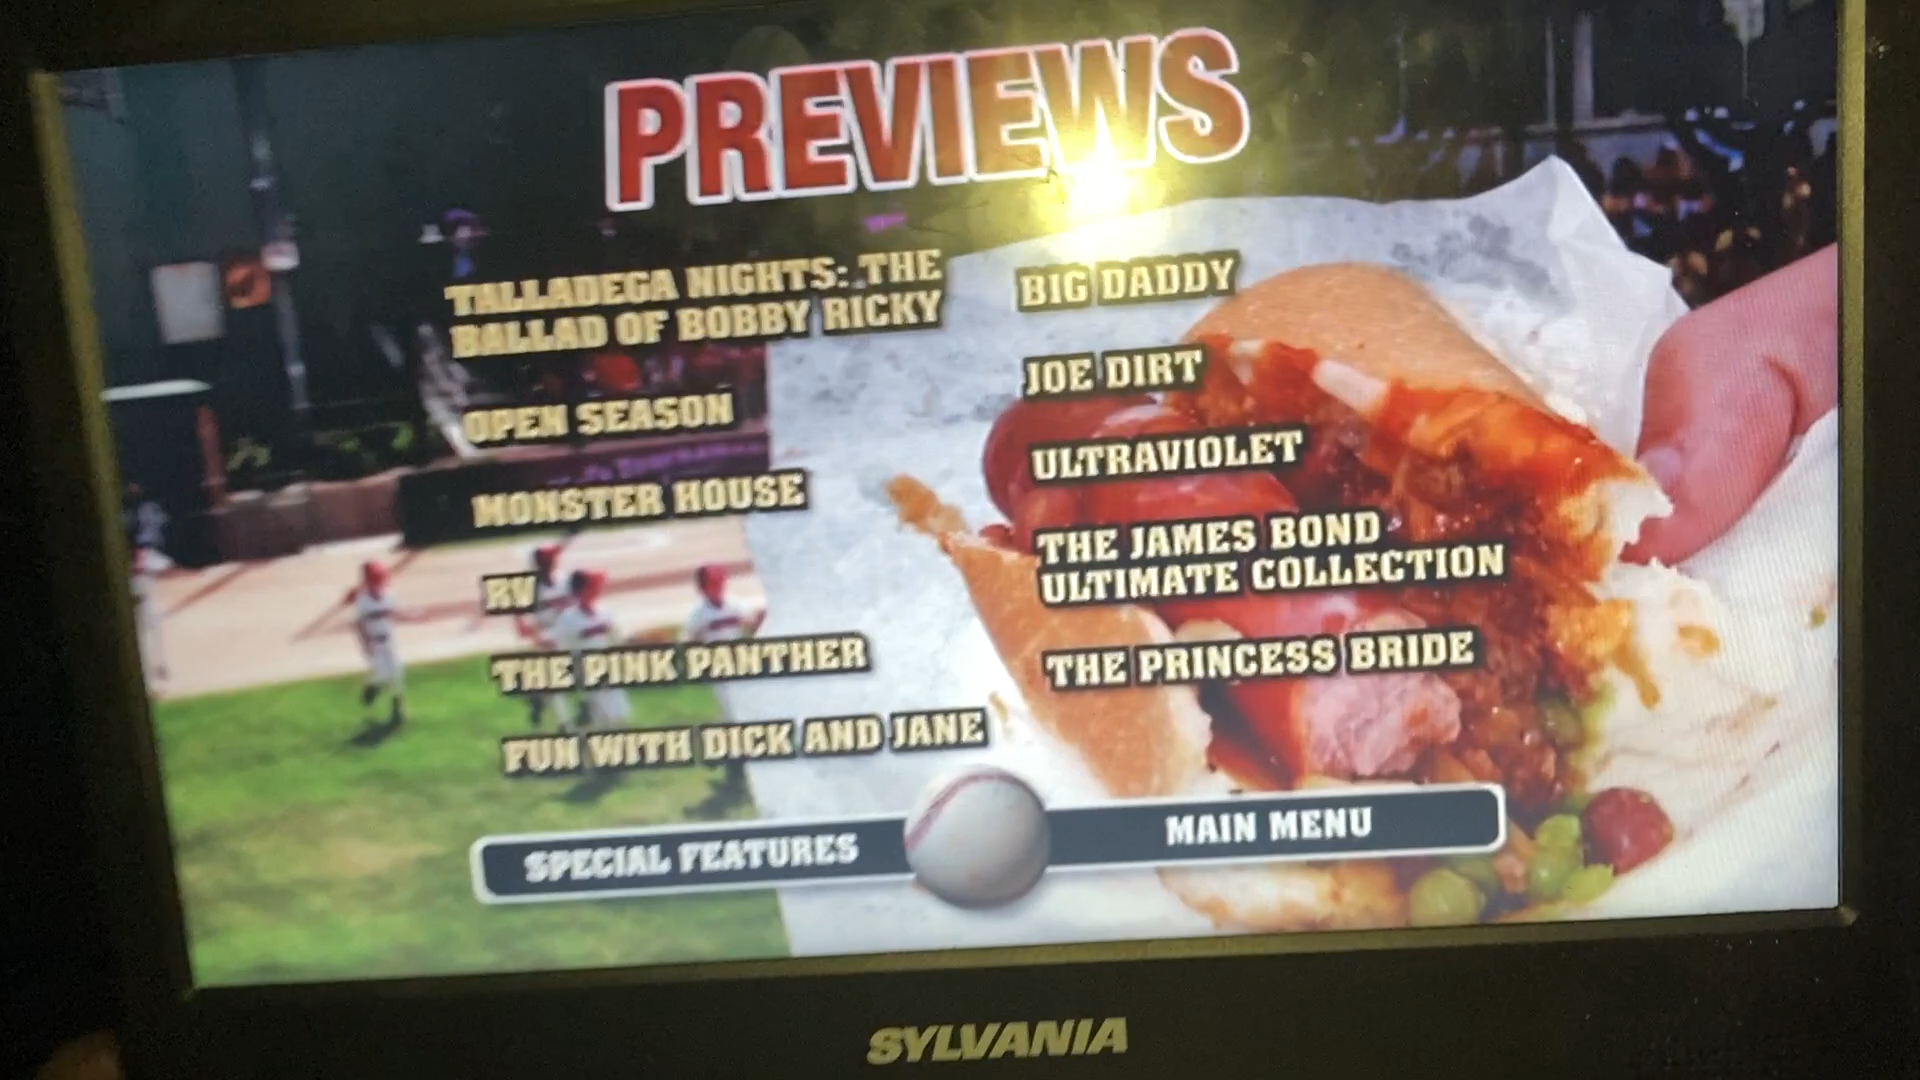 PREVIEWS
TALLADEGA NIGHTS: THE
BALLAD OF BOBBY RICKY
OPEN SEASON
MONSTER HOUSE
RV
THE PINK PANTHER
FUN WITH DICK AND JANE
BIG DADDY
JOE DIRT
ULTRAVIOLET
THE JAMES BOND
ULTIMATE COLLECTION
THE PRINCESS BRIDE
SPECIAL FEATURES
MAIN MENU
SYLVANIA